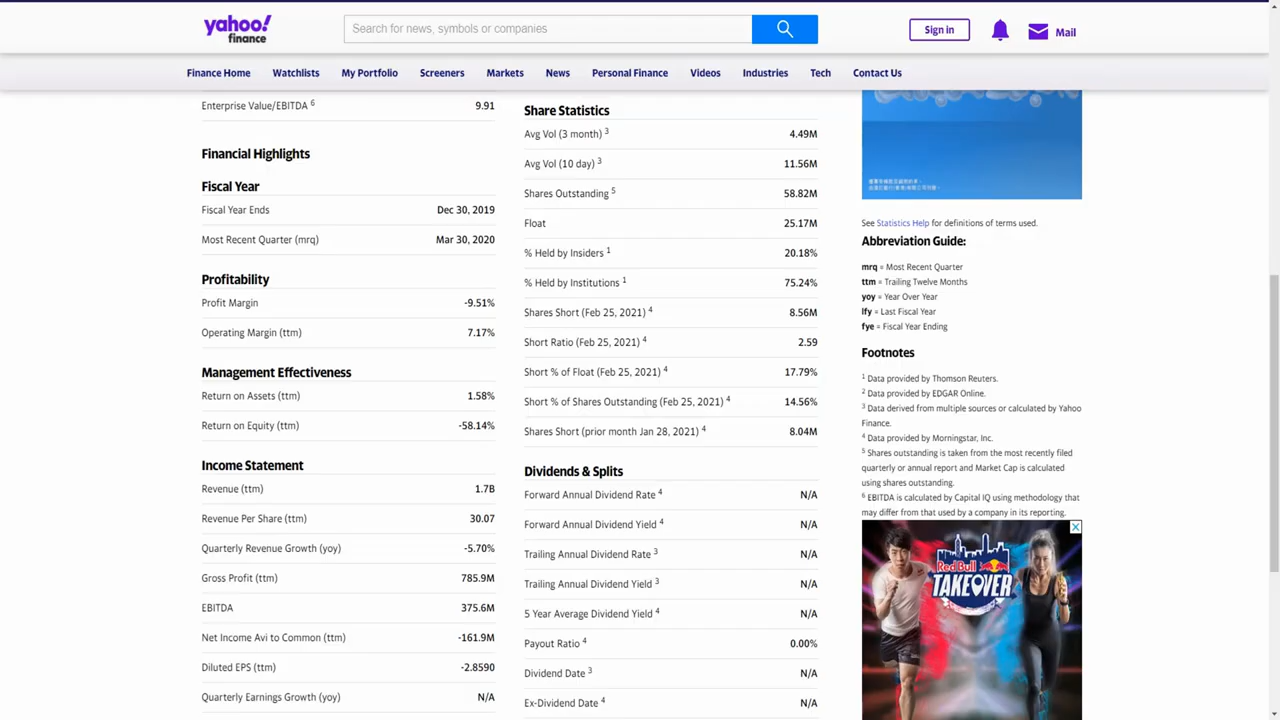 yahoo!
finance
Search for news, symbols or companies
Sign in
Mail
Finance Home Watchlists My Portfolio Screeners Markets News Personal Finance Videos Industries Tech Contact Us
Enterprise Value/EBITDA 6 9.91
Financial Highlights
Fiscal Year
Fiscal Year Ends Dec 30, 2019
Most Recent Quarter (mrq) Mar 30, 2020
Profitability
Profit Margin -9.51%
Operating Margin (ttm) 7.17%
Management Effectiveness
Return on Assets (ttm) 1.58%
Return on Equity (ttm) -58.14%
Income Statement
Revenue (ttm) 1.7B
Revenue Per Share (ttm) 30.07
Quarterly Revenue Growth (yoy) -5.70%
Gross Profit (ttm) 785.9M
EBITDA 375.6M
Net Income Avi to Common (ttm) -161.9M
Diluted EPS (ttm) -2.8590
Quarterly Earnings Growth (yoy) N/A
Share Statistics
Avg Vol (3 month) 3 4.49M
Avg Vol (10 day) 3 11.56M
Shares Outstanding 5 58.82M
Float 25.17M
% Held by Insiders 1 20.18%
% Held by Institutions 1 75.24%
Shares Short (Feb 25, 2021) 4 8.56M
Short Ratio (Feb 25, 2021) 4 2.59
Short % of Float (Feb 25, 2021) 4 17.79%
Short % of Shares Outstanding (Feb 25, 2021) 4 14.56%
Shares Short (prior month Jan 28, 2021) 4 8.04M
Dividends & Splits
Forward Annual Dividend Rate 4 N/A
Forward Annual Dividend Yield 4 N/A
Trailing Annual Dividend Rate 3 N/A
Trailing Annual Dividend Yield 3 N/A
5 Year Average Dividend Yield 4 N/A
Payout Ratio 4 0.00%
Dividend Date 3 N/A
Ex-Dividend Date 4 N/A
See Statistics Help for definitions of terms used.
Abbreviation Guide:
mrq = Most Recent Quarter
ttm = Trailing Twelve Months
yoy = Year Over Year
lfy = Last Fiscal Year
fye = Fiscal Year Ending
Footnotes
1 Data provided by Thomson Reuters.
2 Data provided by EDGAR Online.
3 Data derived from multiple sources or calculated by Yahoo
Finance.
4 Data provided by Morningstar, Inc.
5 Shares outstanding is taken from the most recently filed
quarterly or annual report and Market Cap is calculated
using shares outstanding.
6 EBITDA is calculated by Capital IQ using methodology that
may differ from that used by a company in its reporting.
Red Bull
TAKEOVER